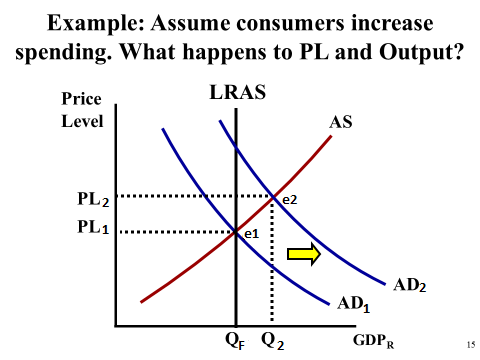 Example: Assume consumers increase
spending. What happens to PL and Output?
Price
Level
LRAS
AS
PL2
e2
PL1
e1
AD2
AD1
QF
Q2
GDPR
15